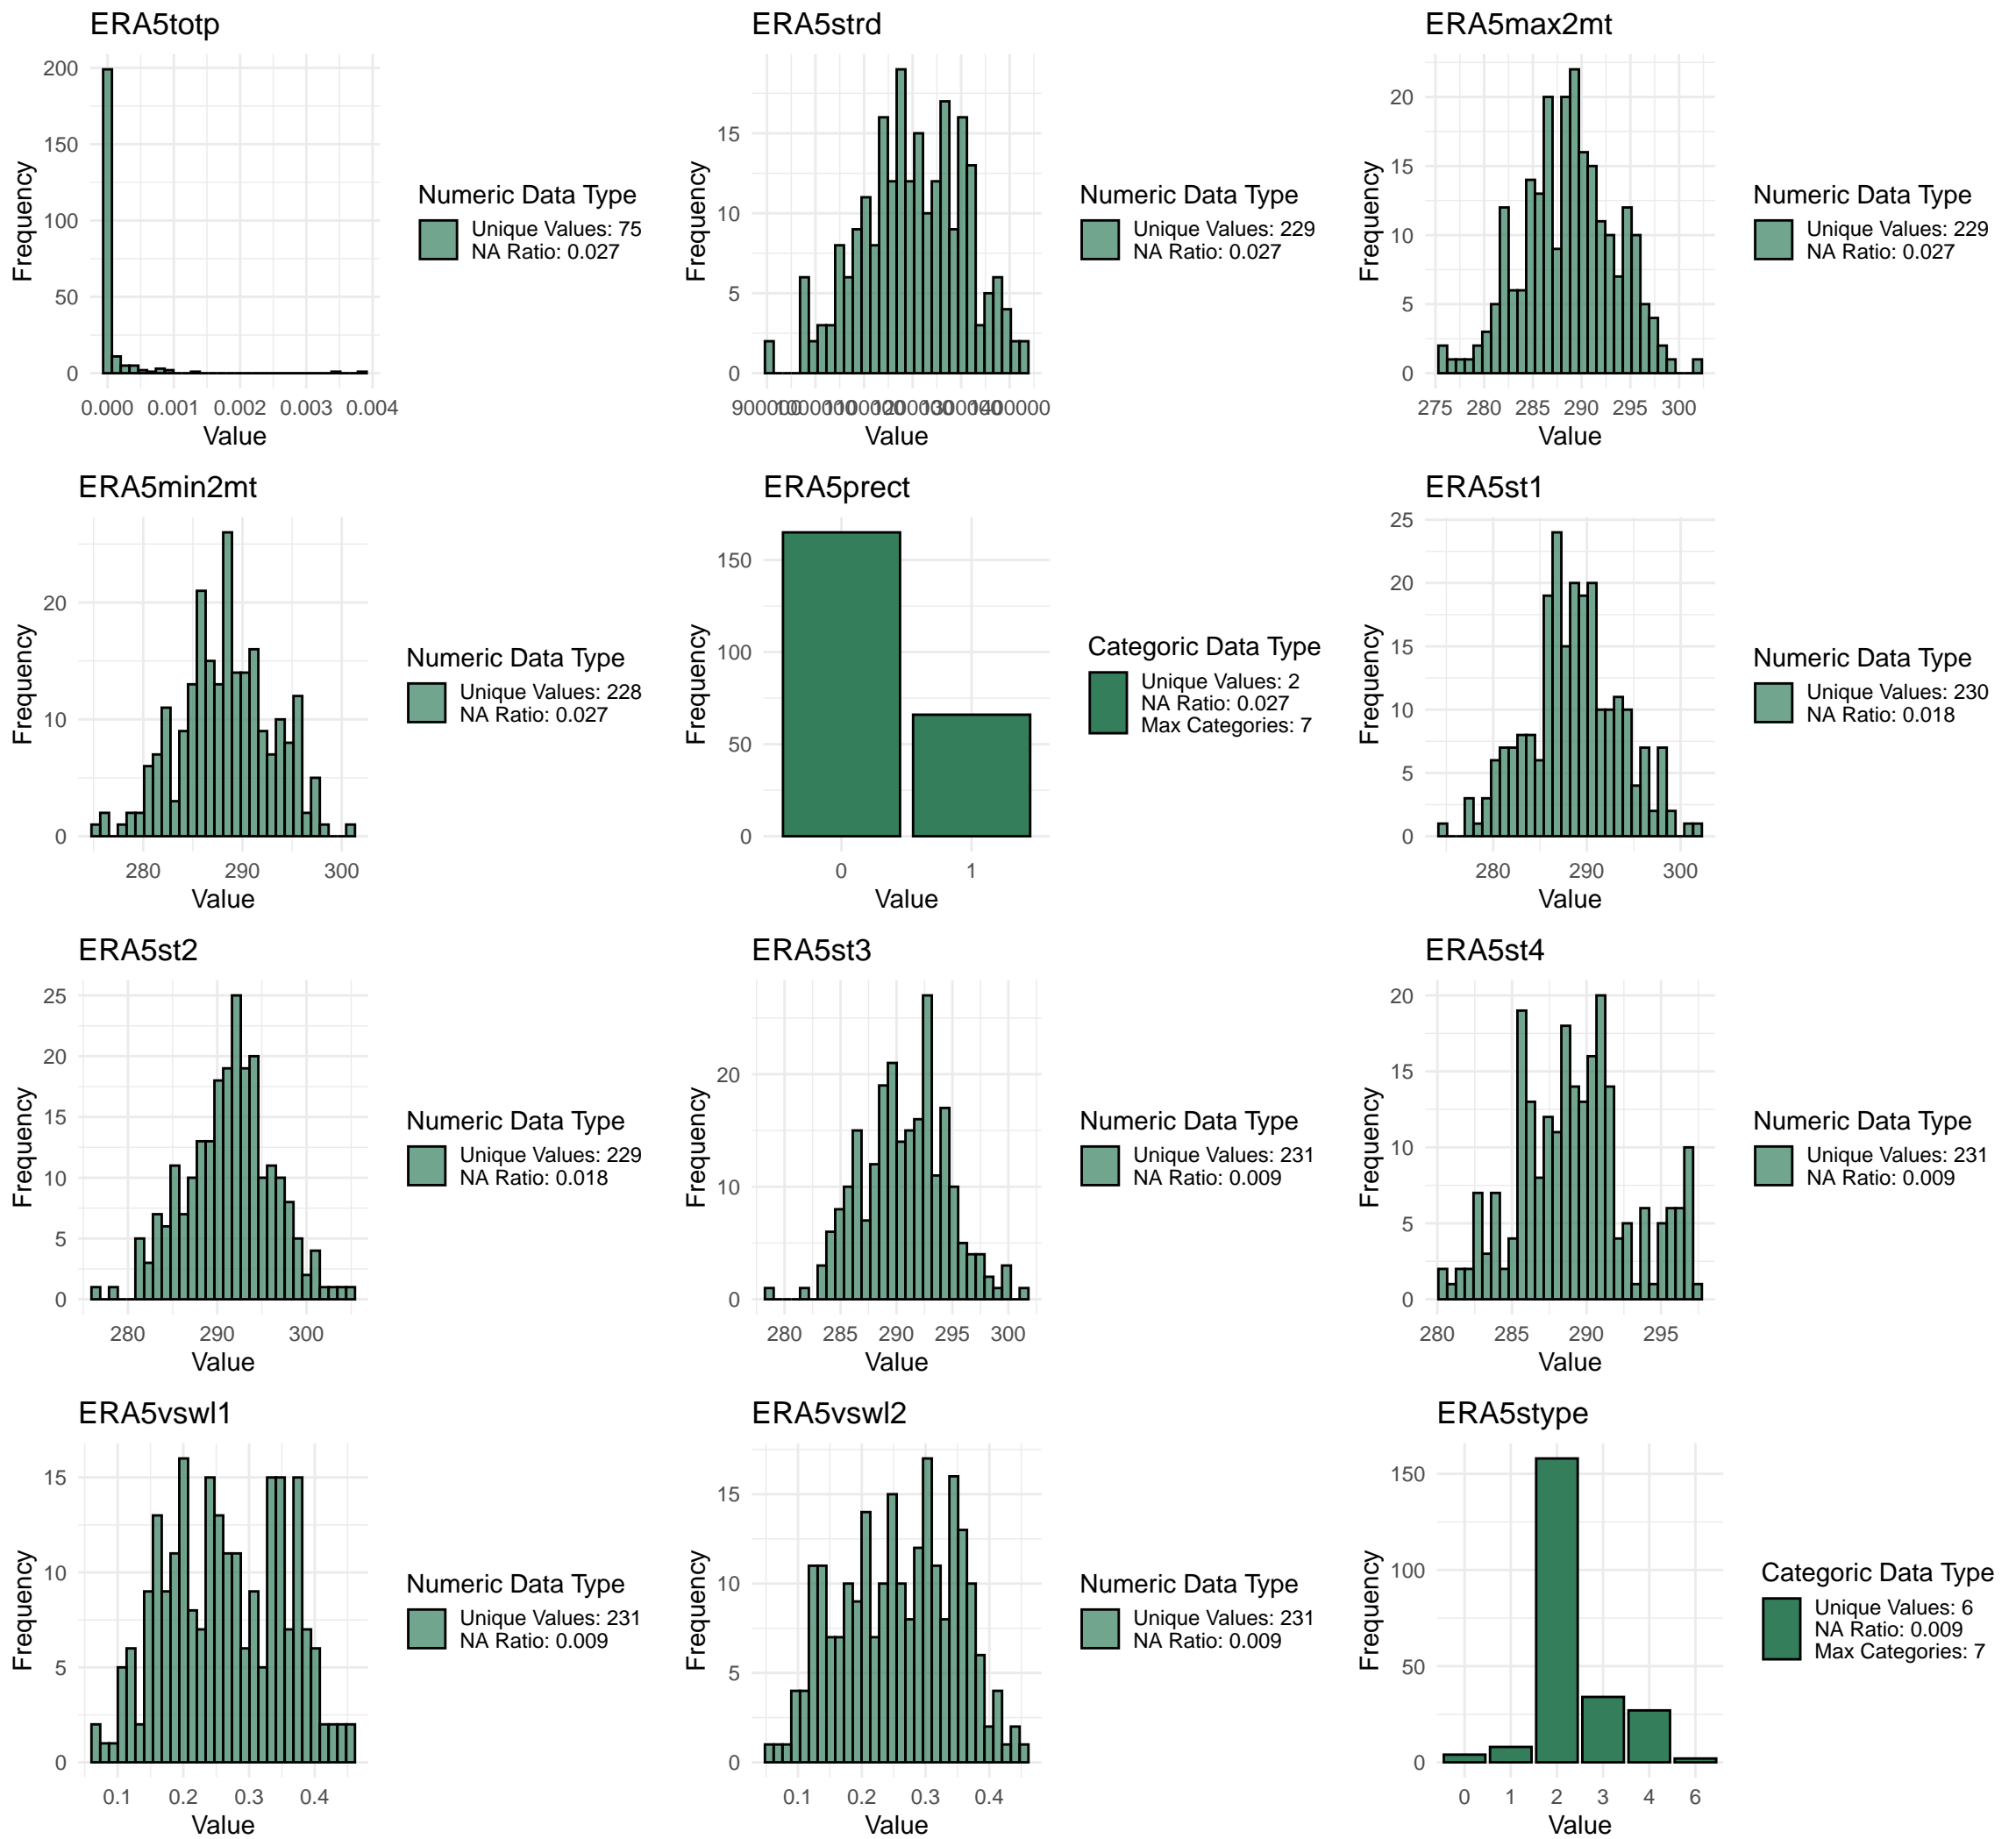 ERA5totp
Frequency
200
150
100
50
0
0.000 0.001 0.002 0.003 0.004
Value
Numeric Data Type
Unique Values: 75
NA Ratio: 0.027
ERA5strd
Frequency
15
10
5
0
Value
Numeric Data Type
Unique Values: 229
NA Ratio: 0.027
ERA5max2mt
Frequency
20
15
10
5
0
275 280 285 290 295 300
Value
Numeric Data Type
Unique Values: 229
NA Ratio: 0.027
ERA5min2mt
Frequency
20
10
0
280 290 300
Value
Numeric Data Type
Unique Values: 228
NA Ratio: 0.027
ERA5prect
Frequency
150
100
50
0
0 1
Value
Categoric Data Type
Unique Values: 2
NA Ratio: 0.027
Max Categories: 7
ERA5st1
Frequency
25
20
15
10
5
0
280 290 300
Value
Numeric Data Type
Unique Values: 230
NA Ratio: 0.018
ERA5st2
Frequency
25
20
15
10
5
0
280 290 300
Value
Numeric Data Type
Unique Values: 229
NA Ratio: 0.018
ERA5st3
Frequency
20
10
0
280 285 290 295 300
Value
Numeric Data Type
Unique Values: 231
NA Ratio: 0.009
ERA5st4
Frequency
20
15
10
5
0
280 285 290 295
Value
Numeric Data Type
Unique Values: 231
NA Ratio: 0.009
ERA5vswl1
Frequency
15
10
5
0
0.1 0.2 0.3 0.4
Value
Numeric Data Type
Unique Values: 231
NA Ratio: 0.009
ERA5vswl2
Frequency
15
10
5
0
0.1 0.2 0.3 0.4
Value
Numeric Data Type
Unique Values: 231
NA Ratio: 0.009
ERA5stype
Frequency
150
100
50
0
0 1 2 3 4 6
Value
Categoric Data Type
Unique Values: 6
NA Ratio: 0.009
Max Categories: 7